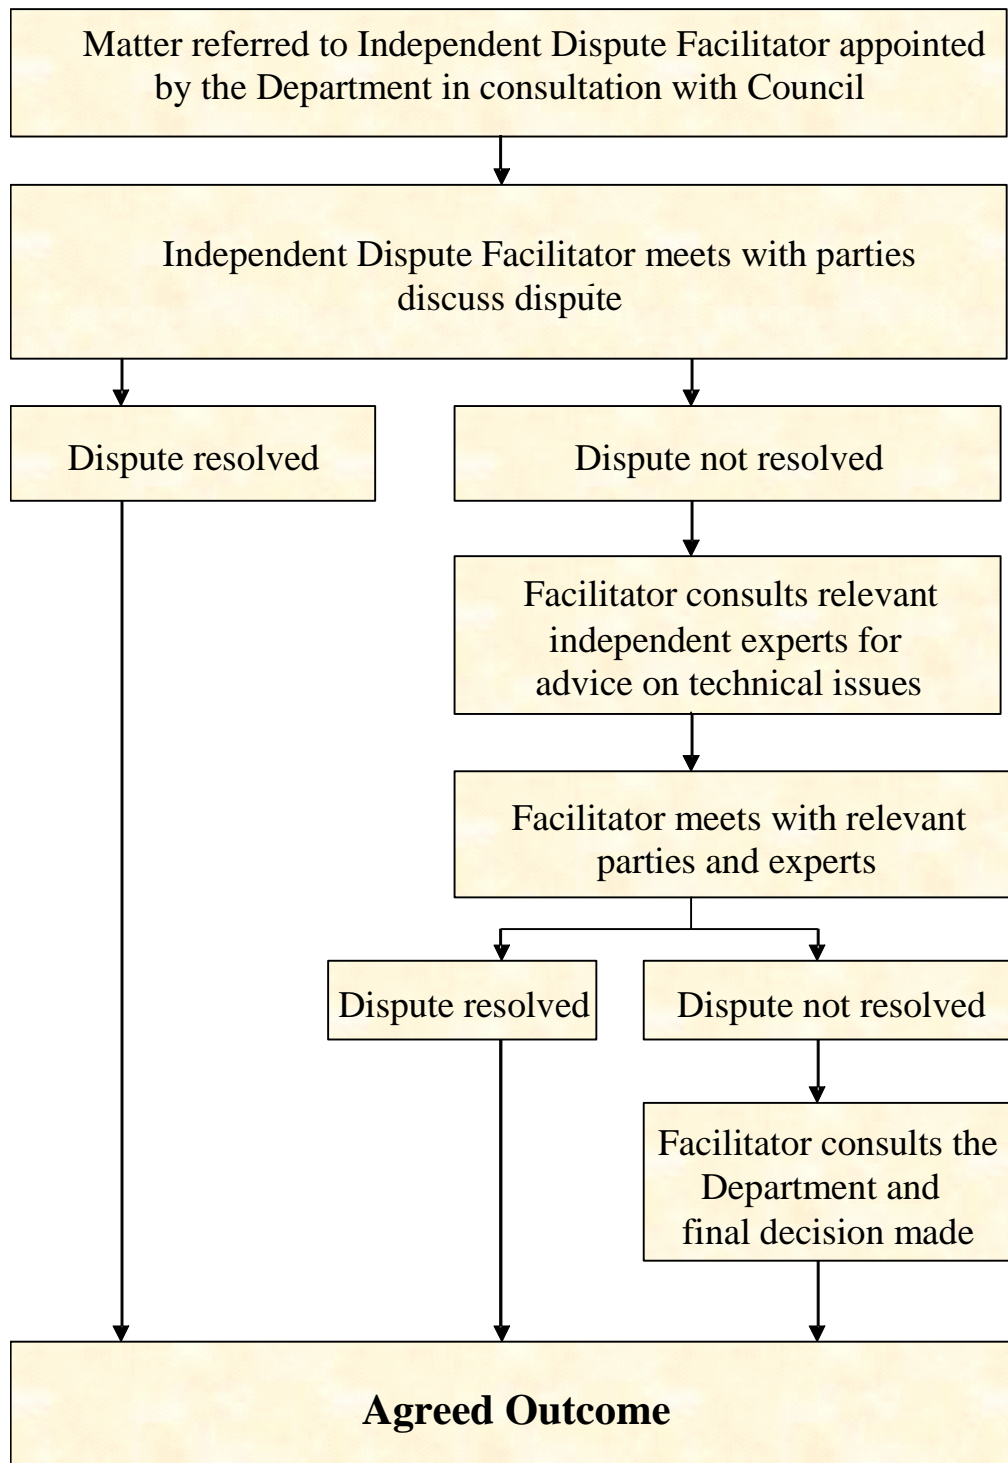 Matter referred to Independent Dispute Facilitator appointed
by the Department in consultation with Council
Independent Dispute Facilitator meets with parties
discuss dispute
Dispute resolved
Dispute not resolved
Facilitator consults relevant
independent experts for
advice on technical issues
Facilitator meets with relevant
parties and experts
Dispute resolved
Dispute not resolved
Facilitator consults the
Department and
final decision made
Agreed Outcome